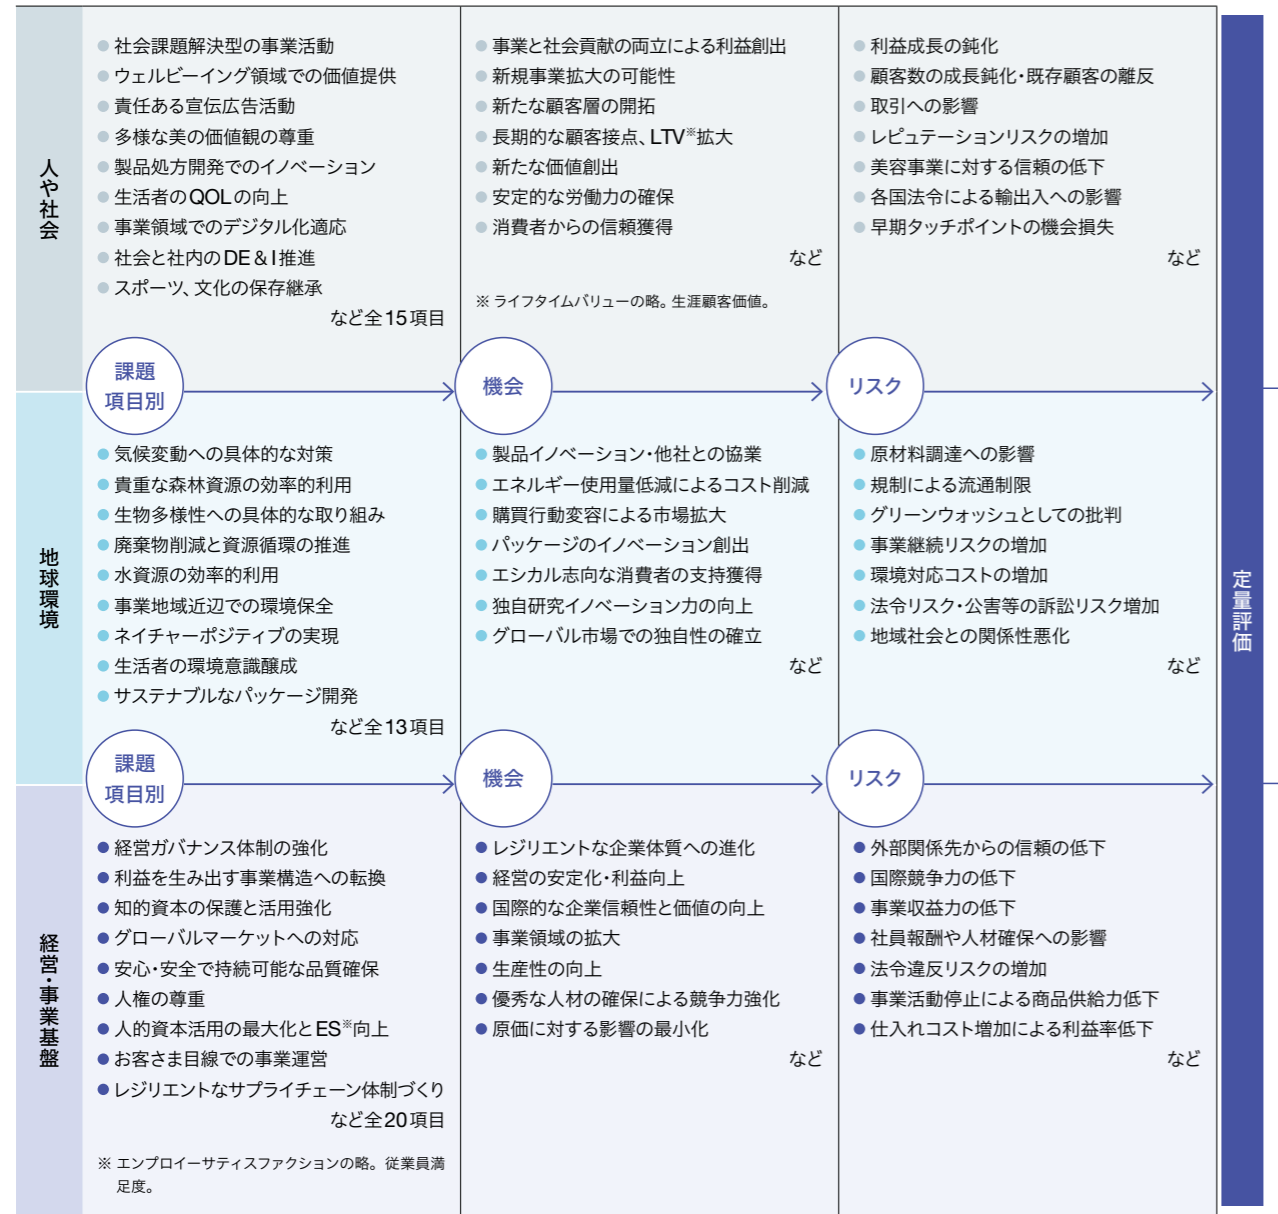 人や社会
● 社会課題解決型の事業活動
● ウェルビーイング領域での価値提供
● 責任ある宣伝広告活動
● 多様な美の価値観の尊重
● 製品処方開発でのイノベーション
● 生活者のQOLの向上
● 事業領域でのデジタル化適応
● 社会と社内のDE&I推進
● スポーツ、文化の保存継承
など全15項目
● 事業と社会貢献の両立による利益創出
● 新規事業拡大の可能性
● 新たな顧客層の開拓
● 長期的な顧客接点、LTV※拡大
● 新たな価値創出
● 安定的な労働力の確保
● 消費者からの信頼獲得
など
※ ライフタイムバリューの略。生涯顧客価値。
● 利益成長の鈍化
● 顧客数の成長鈍化・既存顧客の離反
● 取引への影響
● レピュテーションリスクの増加
● 美容事業に対する信頼の低下
● 各国法令による輸出入への影響
● 早期タッチポイントの機会損失
など
課題
項目別
機会
リスク
地球環境
● 気候変動への具体的な対策
● 貴重な森林資源の効率的利用
● 生物多様性への具体的な取り組み
● 廃棄物削減と資源循環の推進
● 水資源の効率的利用
● 事業地域近辺での環境保全
● ネイチャーポジティブの実現
● 生活者の環境意識醸成
● サステナブルなパッケージ開発
など全13項目
● 製品イノベーション・他社との協業
● エネルギー使用量低減によるコスト削減
● 購買行動変容による市場拡大
● パッケージのイノベーション創出
● エシカル志向な消費者の支持獲得
● 独自研究イノベーション力の向上
● グローバル市場での独自性の確立
など
● 原材料調達への影響
● 規制による流通制限
● グリーンウォッシュとしての批判
● 事業継続リスクの増加
● 環境対応コストの増加
● 法令リスク・公害等の訴訟リスク増加
● 地域社会との関係性悪化
など
課題
項目別
機会
リスク
経営・事業基盤
● 経営ガバナンス体制の強化
● 利益を生み出す事業構造への転換
● 知的資本の保護と活用強化
● グローバルマーケットへの対応
● 安心・安全で持続可能な品質確保
● 人権の尊重
● 人的資本活用の最大化とES※向上
● お客さま目線での事業運営
● レジリエントなサプライチェーン体制づくり
など全20項目
※ エンプロイーサティスファクションの略。従業員満
足度。
● レジリエントな企業体質への進化
● 経営の安定化・利益向上
● 国際的な企業信頼性と価値の向上
● 事業領域の拡大
● 生産性の向上
● 優秀な人材の確保による競争力強化
● 原価に対する影響の最小化
など
● 外部関係先からの信頼の低下
● 国際競争力の低下
● 事業収益力の低下
● 社員報酬や人材確保への影響
● 法令違反リスクの増加
● 事業活動停止による商品供給力低下
● 仕入れコスト増加による利益率低下
など
定量評価